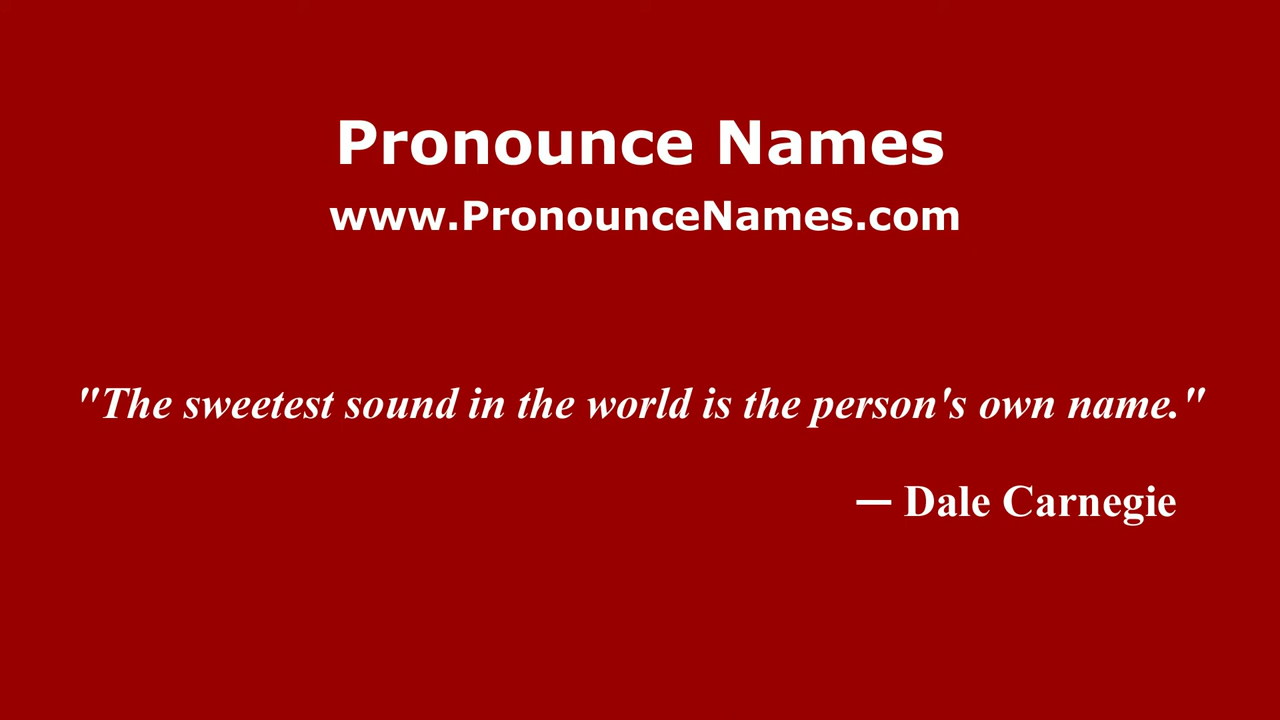 Pronounce Names
www.PronounceNames.com
"The sweetest sound in the world is the person's own name."
— Dale Carnegie